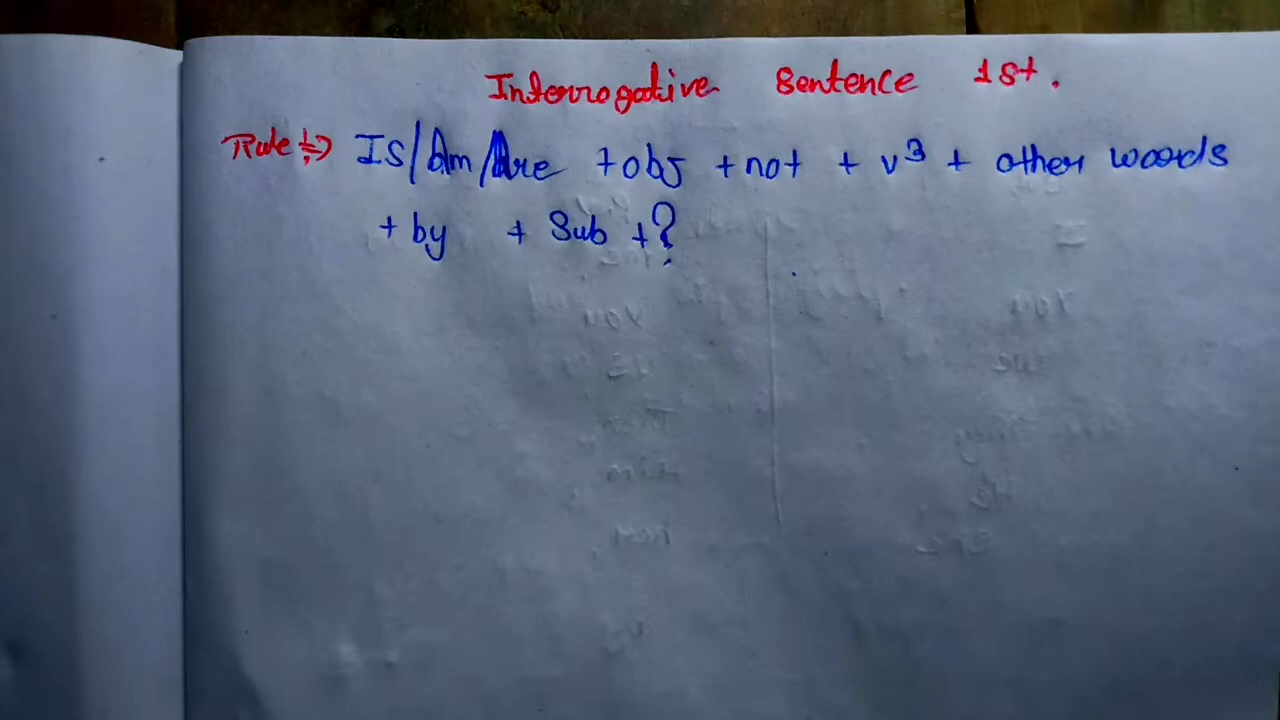 Interrogative Sentence 1st.
Rule ⇒ Is/Am/Are + obj + not + v³ + other words
+ by + Sub + ?